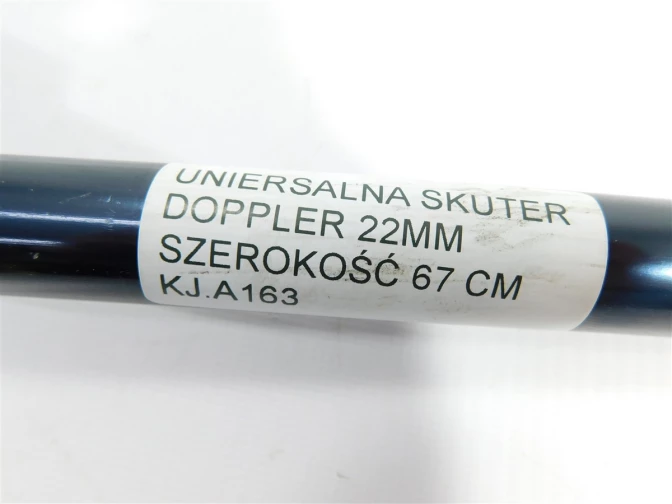 UNIERSALNA SKUTER
DOPPLER 22MM
SZEROKOŚĆ 67 CM
KJ.A163